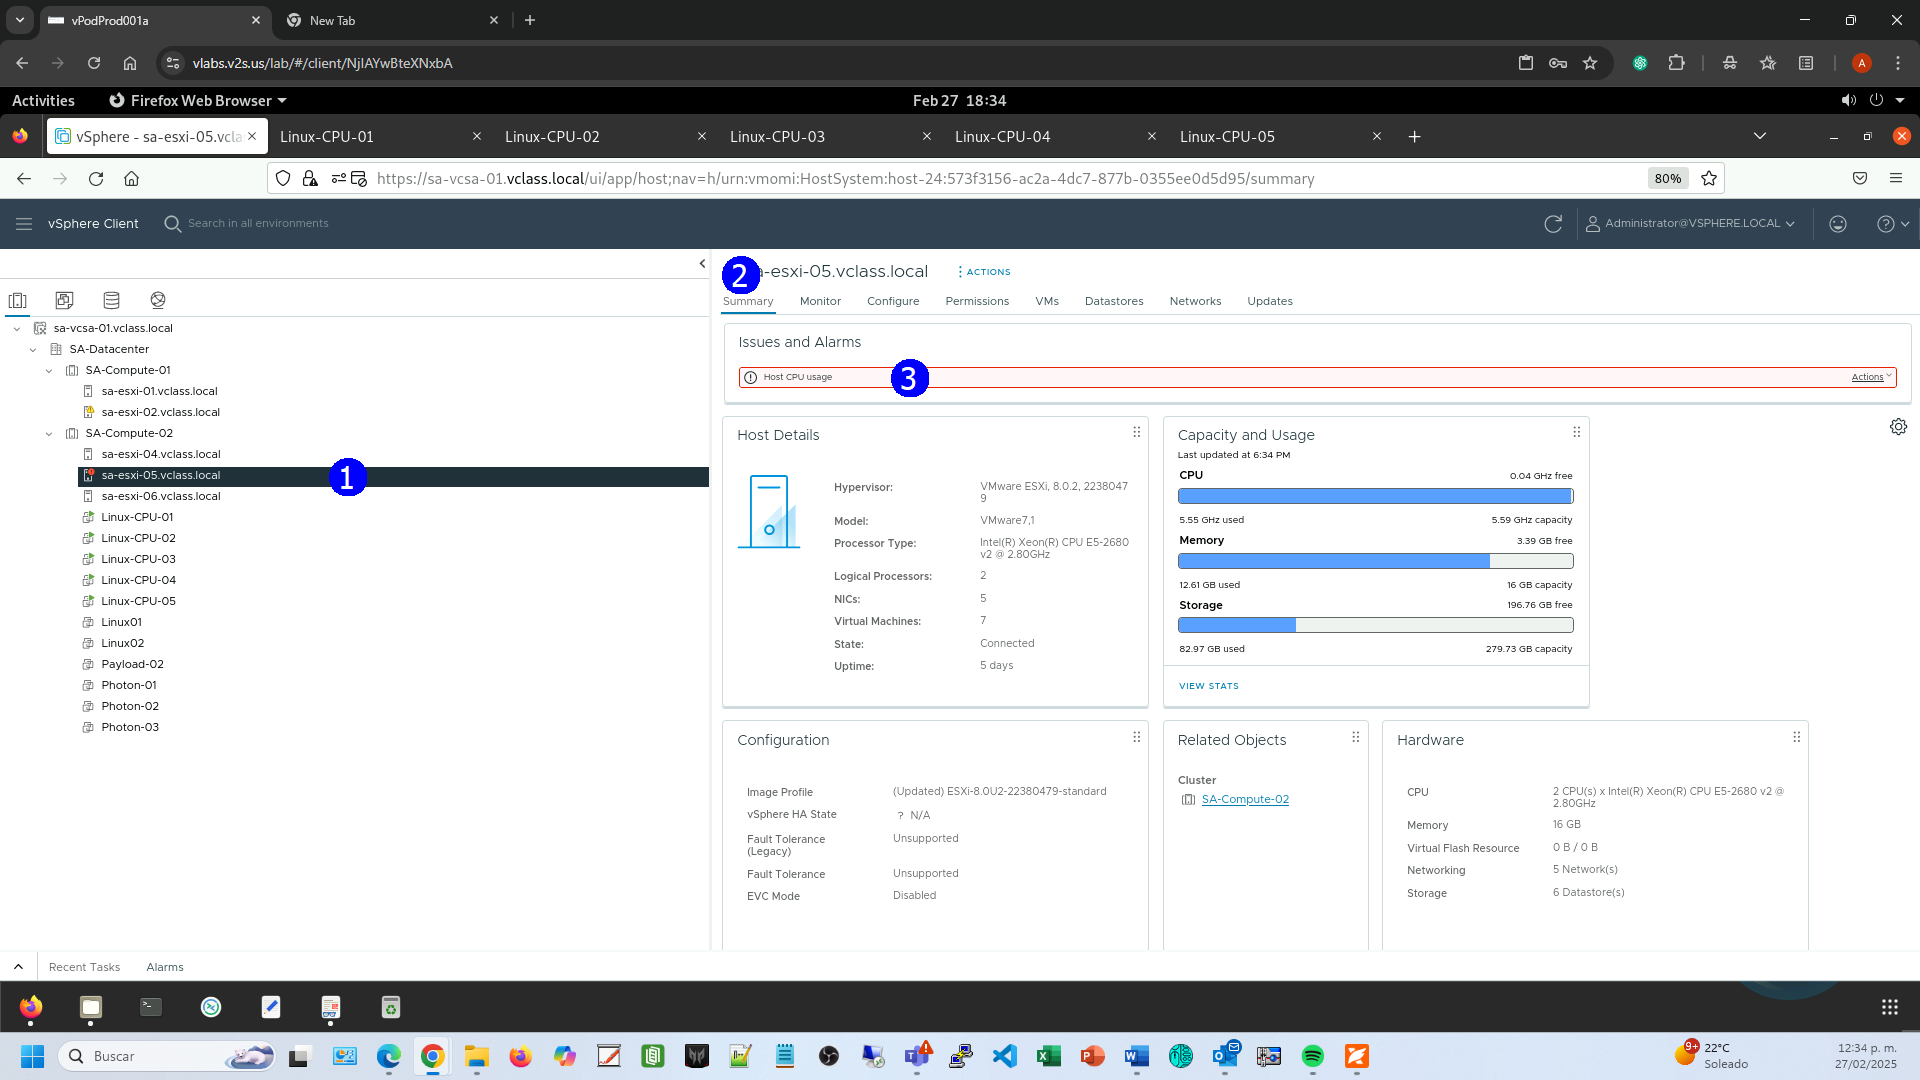 vPodProd001a
New Tab
vlabs.v2s.us/lab/#/client/NjlAYwBteXNxbA
A
Activities
Firefox Web Browser
Feb 27 18:34
vSphere - sa-esxi-05.vcla
Linux-CPU-01
Linux-CPU-02
Linux-CPU-03
Linux-CPU-04
Linux-CPU-05
https://sa-vcsa-01.vclass.local/ui/app/host;nav=h/urn:vmomi:HostSystem:host-24:573f3156-ac2a-4dc7-877b-0355ee0d5d95/summary
80%
vSphere Client
Search in all environments
Administrator@VSPHERE.LOCAL
sa-vcsa-01.vclass.local
SA-Datacenter
SA-Compute-01
sa-esxi-01.vclass.local
sa-esxi-02.vclass.local
SA-Compute-02
sa-esxi-04.vclass.local
sa-esxi-05.vclass.local
1
sa-esxi-06.vclass.local
Linux-CPU-01
Linux-CPU-02
Linux-CPU-03
Linux-CPU-04
Linux-CPU-05
Linux01
Linux02
Payload-02
Photon-01
Photon-02
Photon-03
2
a-esxi-05.vclass.local
ACTIONS
Summary
Monitor
Configure
Permissions
VMs
Datastores
Networks
Updates
Issues and Alarms
Host CPU usage
3
Actions
Host Details
Hypervisor: VMware ESXi, 8.0.2, 2238047
9
Model: VMware7,1
Processor Type: Intel(R) Xeon(R) CPU E5-2680
v2 @ 2.80GHz
Logical Processors: 2
NICs: 5
Virtual Machines: 7
State: Connected
Uptime: 5 days
Capacity and Usage
Last updated at 6:34 PM
CPU 0.04 GHz free
5.55 GHz used 5.59 GHz capacity
Memory 3.39 GB free
12.61 GB used 16 GB capacity
Storage 196.76 GB free
82.97 GB used 279.73 GB capacity
VIEW STATS
Configuration
Image Profile (Updated) ESXi-8.0U2-22380479-standard
vSphere HA State ? N/A
Fault Tolerance Unsupported
(Legacy)
Fault Tolerance Unsupported
EVC Mode Disabled
Related Objects
Cluster
SA-Compute-02
Hardware
CPU 2 CPU(s) x Intel(R) Xeon(R) CPU E5-2680 v2 @
2.80GHz
Memory 16 GB
Virtual Flash Resource 0 B / 0 B
Networking 5 Network(s)
Storage 6 Datastore(s)
Recent Tasks
Alarms
Buscar
9+
22°C
Soleado
12:34 p. m.
27/02/2025